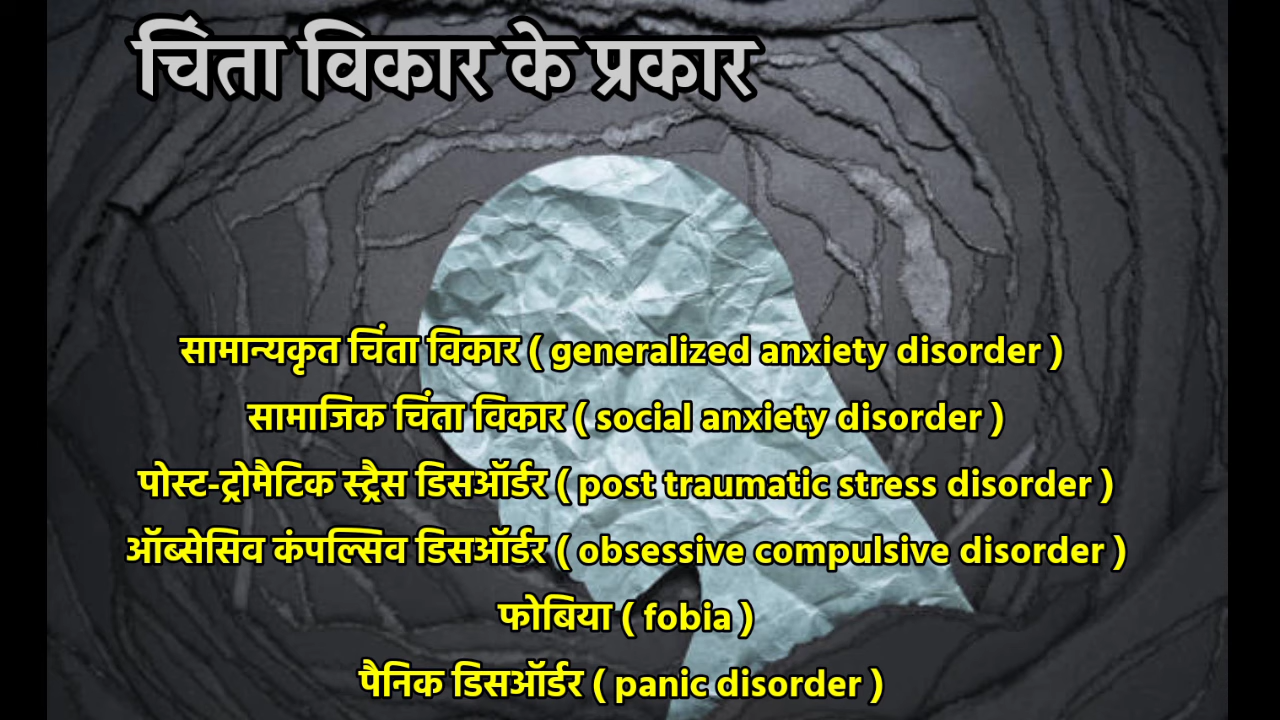 चिंता विकार के प्रकार
सामान्यकृत चिंता विकार ( generalized anxiety disorder )
सामाजिक चिंता विकार ( social anxiety disorder )
पोस्ट-ट्रोमैटिक स्ट्रैस डिसऑर्डर ( post traumatic stress disorder )
ऑब्सेसिव कंपल्सिव डिसऑर्डर ( obsessive compulsive disorder )
फोबिया ( fobia )
पैनिक डिसऑर्डर ( panic disorder )